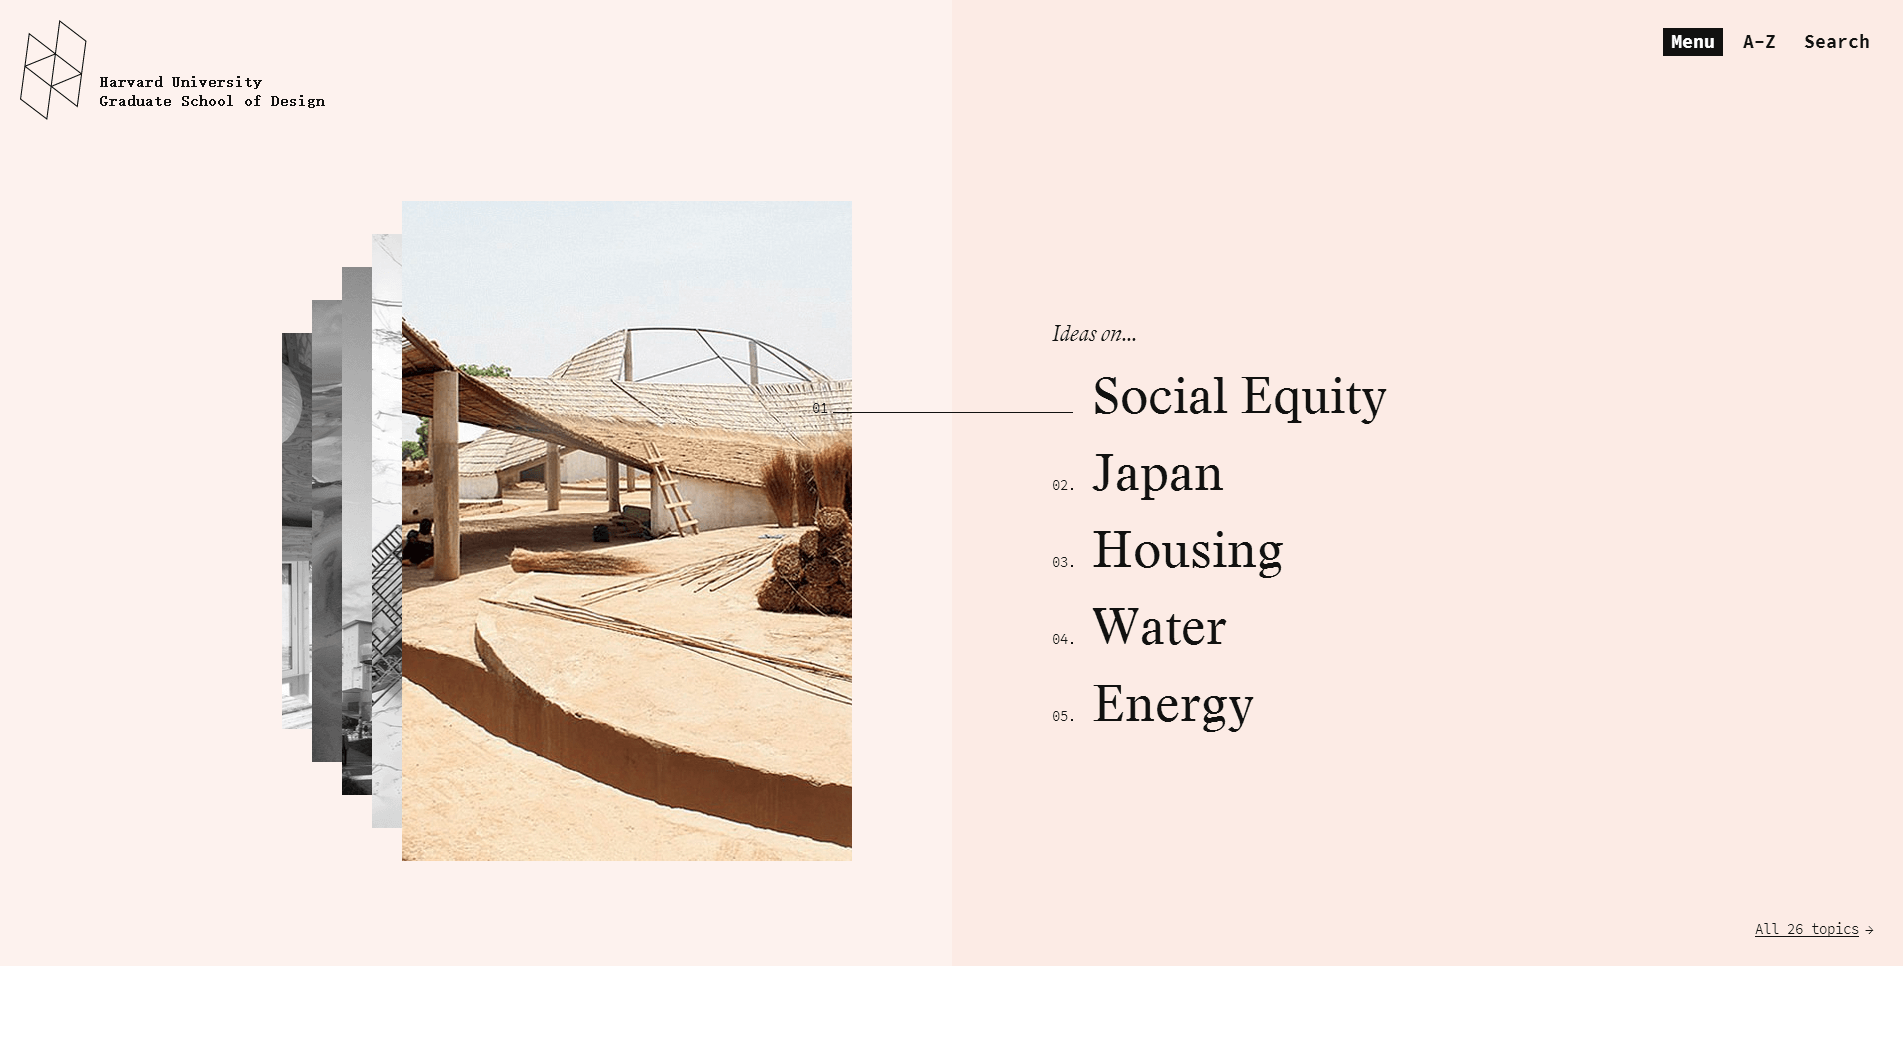 Harvard University
Graduate School of Design
Menu A–Z Search
Ideas on…
01. Social Equity
02. Japan
03. Housing
04. Water
05. Energy
All 26 topics →